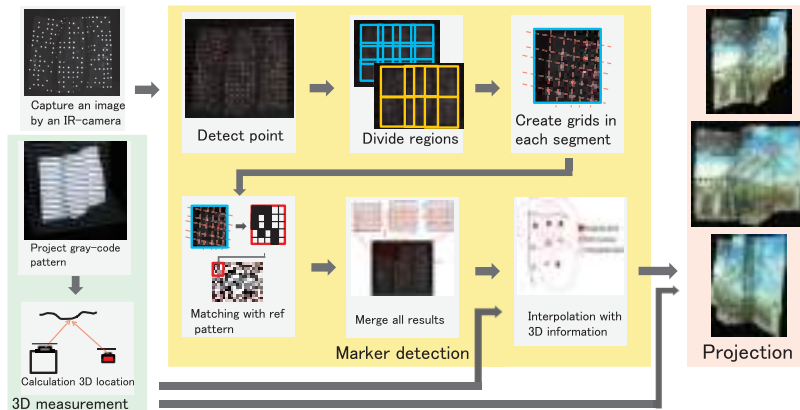 Capture an image
by an IR-camera
Detect point
Divide regions
Create grids in
each segment
Project gray-code
pattern
Calculation 3D location
3D measurement
Matching with ref
pattern
Merge all results
Interpolation with
3D information
Marker detection
Projection